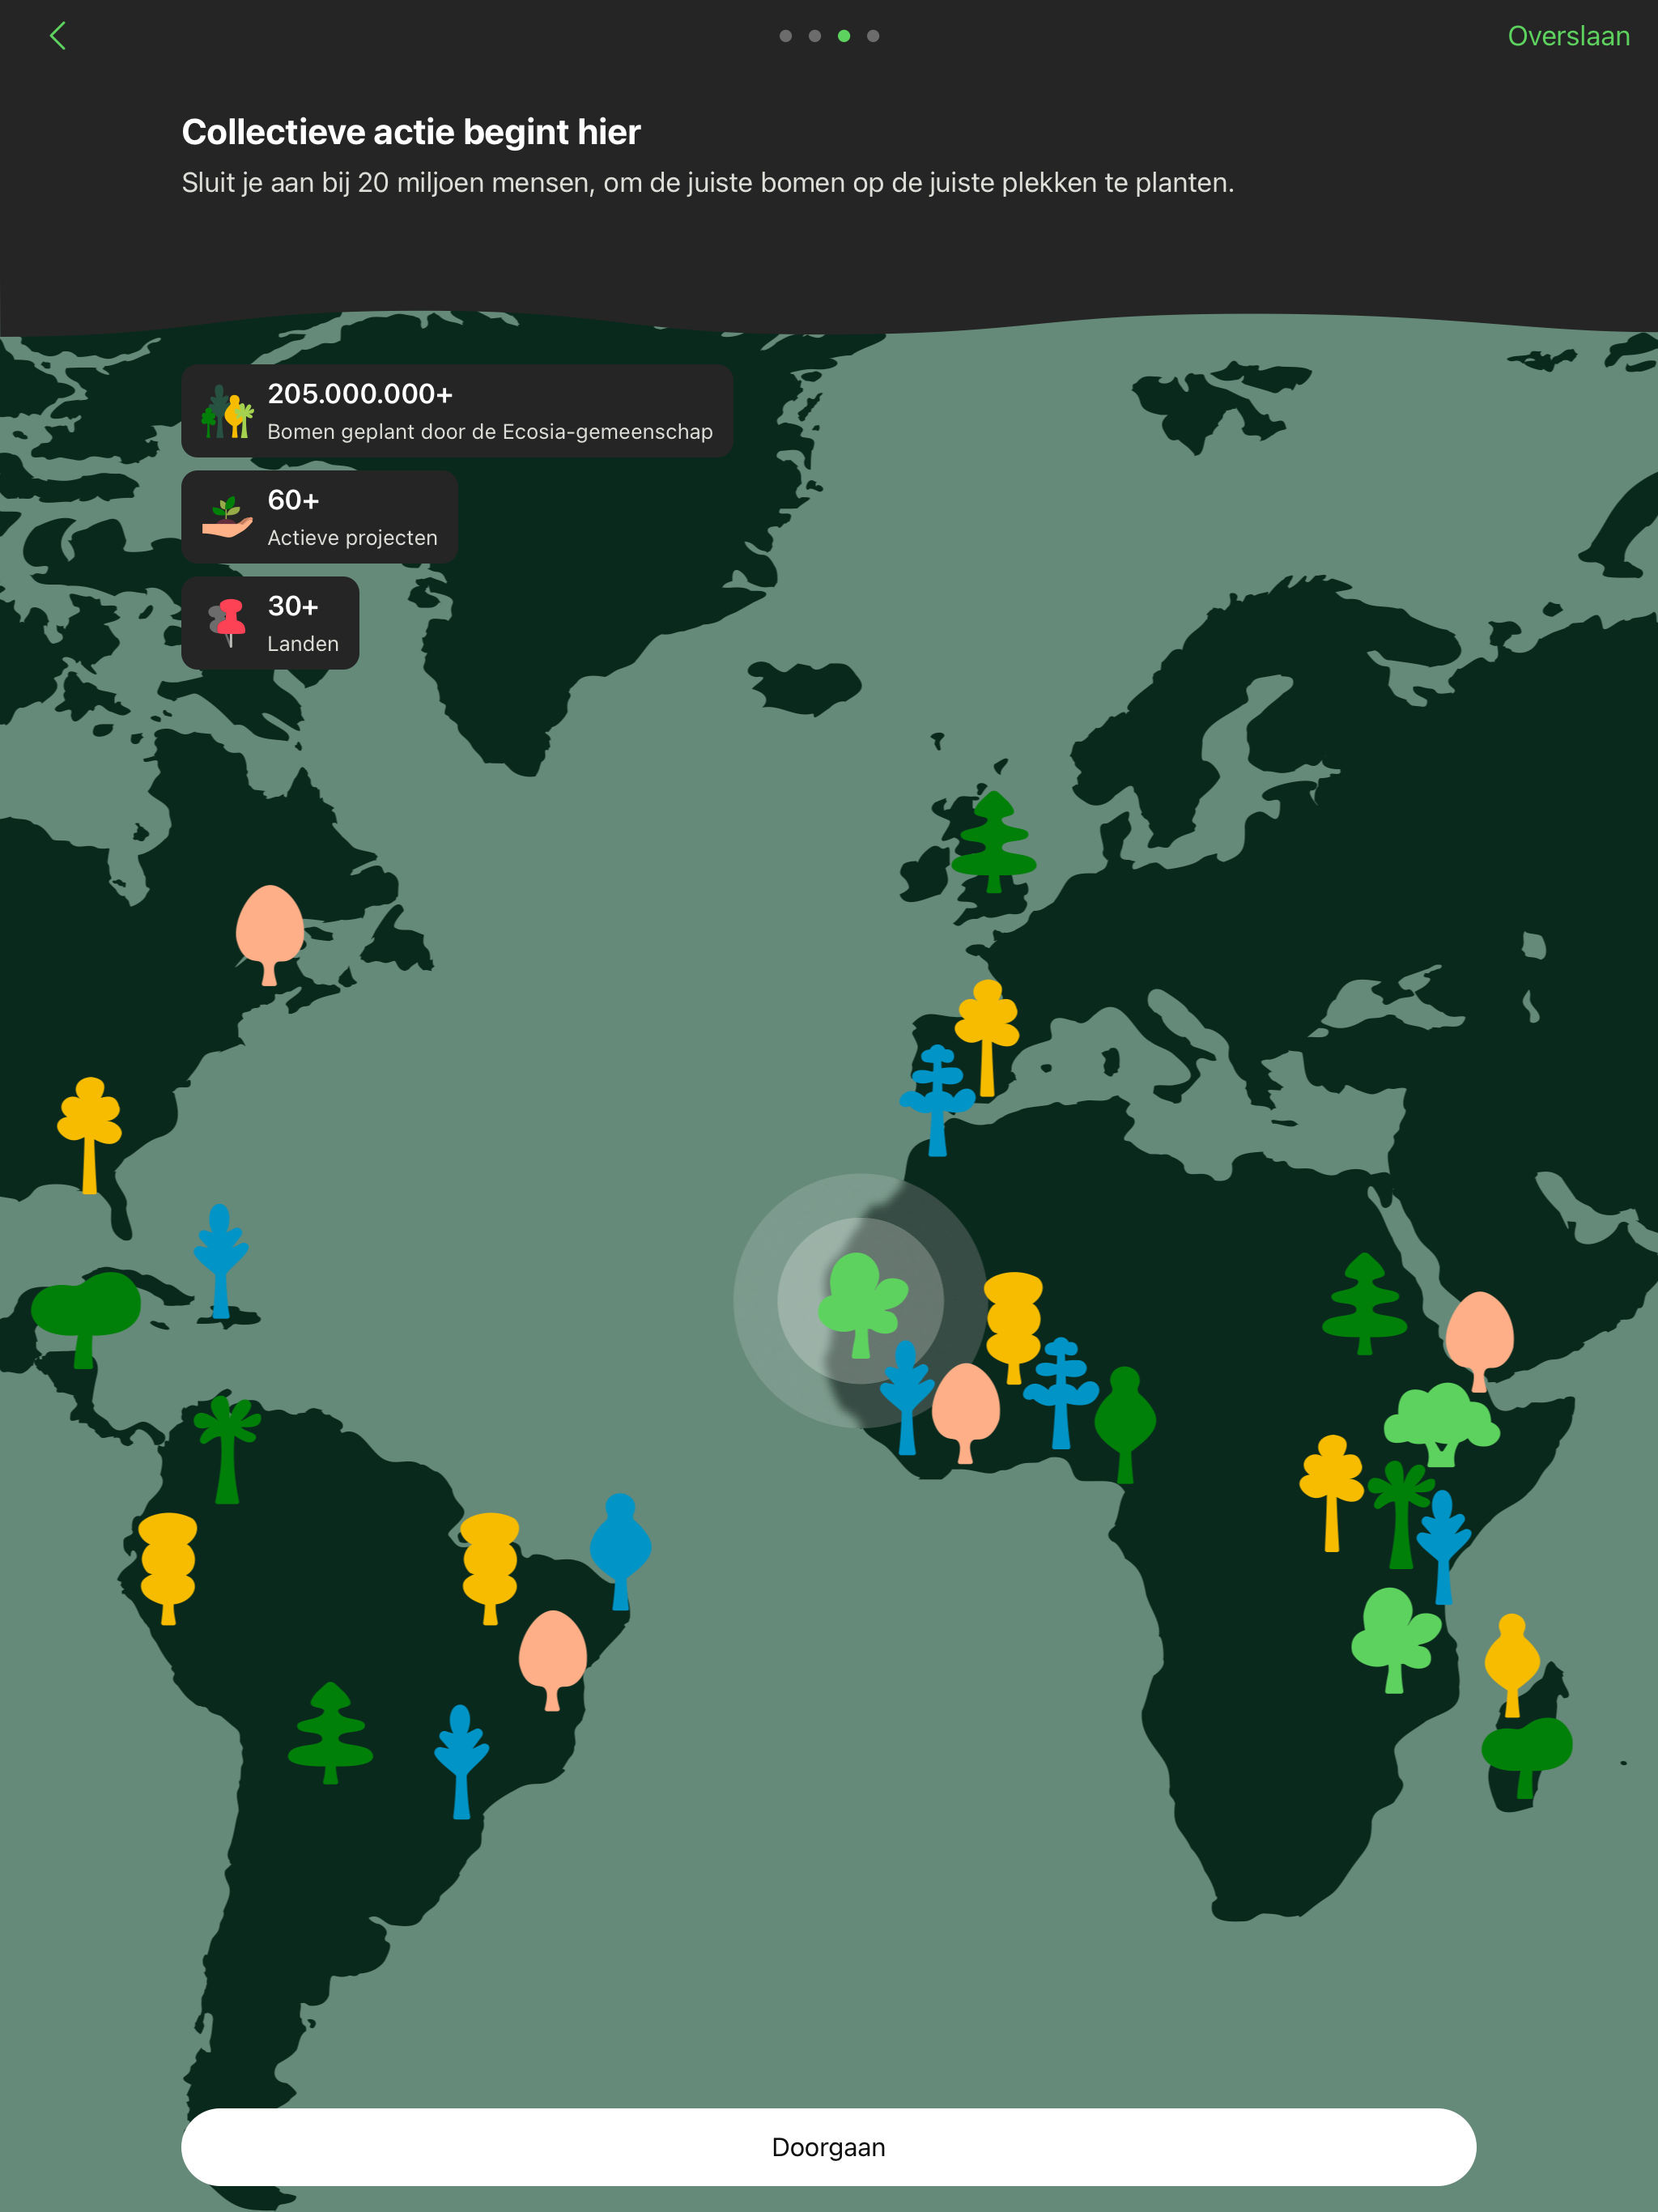 Overslaan
Collectieve actie begint hier
Sluit je aan bij 20 miljoen mensen, om de juiste bomen op de juiste plekken te planten.
205.000.000+
Bomen geplant door de Ecosia-gemeenschap
60+
Actieve projecten
30+
Landen
Doorgaan